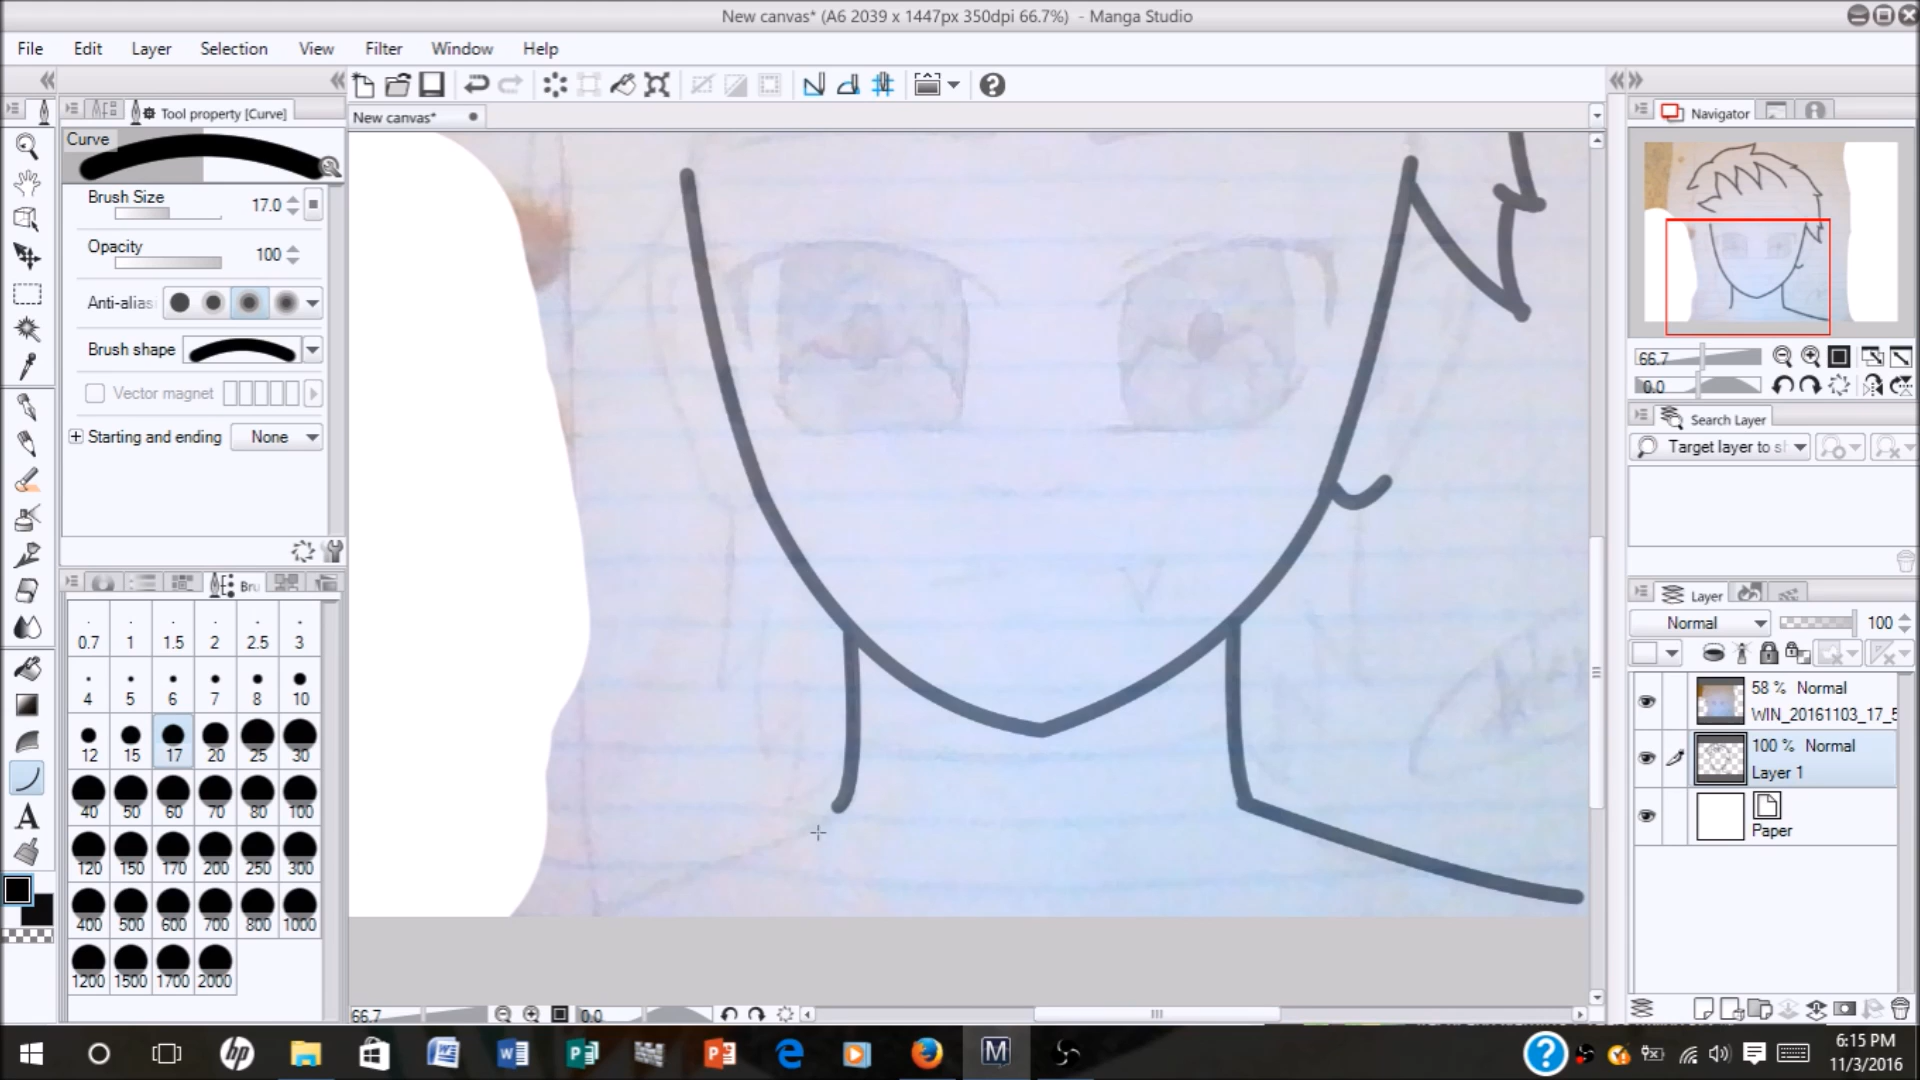 New canvas* (A6 2039 x 1447px 350dpi 66.7%) - Manga Studio
File Edit Layer Selection View Filter Window Help
Tool property [Curve]
New canvas*
Navigator
Curve
Brush Size 17.0
Opacity 100
Anti-alias
Brush shape
Vector magnet
Starting and ending None
Bru
0.7 1 1.5 2 2.5 3
4 5 6 7 8 10
12 15 17 20 25 30
40 50 60 70 80 100
120 150 170 200 250 300
400 500 600 700 800 1000
1200 1500 1700 2000
A
66.7
0.0
Search Layer
Target layer to s
Layer
Normal 100
58 % Normal
WIN_20161103_17_5
100 % Normal
Layer 1
Paper
66.7 0.0
hp
M
6:15 PM
11/3/2016